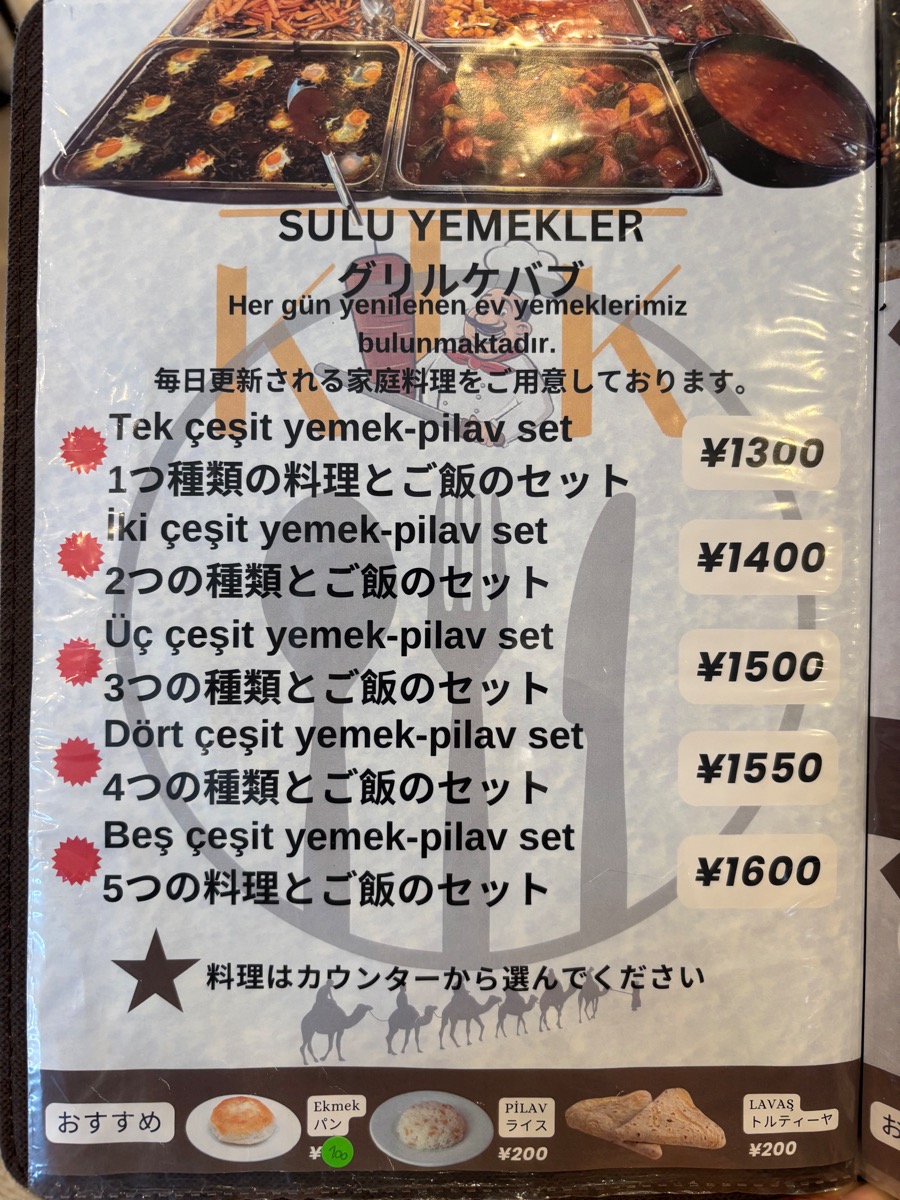 SULU YEMEKLER
グリルケバブ
Her gün yenilenen ev yemeklerimiz
bulunmaktadır.
毎日更新される家庭料理をご用意しております。
Tek çeşit yemek-pilav set
¥1300
1つ種類の料理とご飯のセット
İki çeşit yemek-pilav set
¥1400
2つの種類とご飯のセット
Üç çeşit yemek-pilav set
¥1500
3つの種類とご飯のセット
Dört çeşit yemek-pilav set
¥1550
4つの種類とご飯のセット
Beş çeşit yemek-pilav set
¥1600
5つの料理とご飯のセット
料理はカウンターから選んでください
おすすめ
Ekmek
パン
¥100
PİLAV
ライス
¥200
LAVAŞ
トルティーヤ
¥200